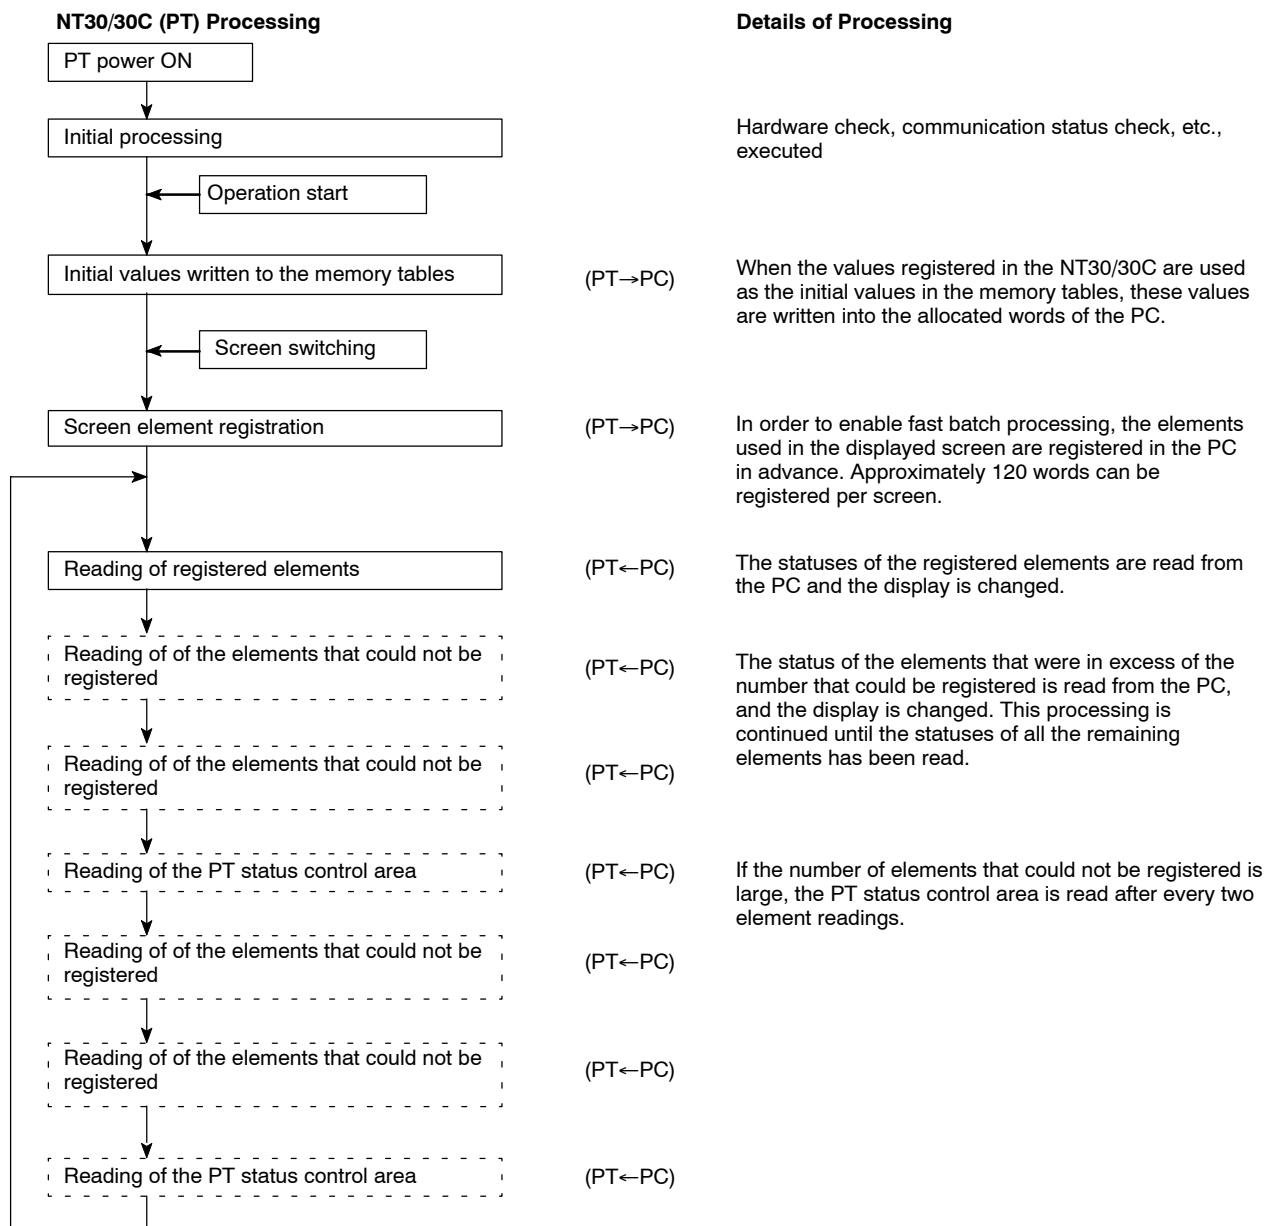 NT30/30C (PT) Processing
Details of Processing
PT power ON
Initial processing
Hardware check, communication status check, etc.,
executed
Operation start
Initial values written to the memory tables
(PT→PC)
When the values registered in the NT30/30C are used
as the initial values in the memory tables, these values
are written into the allocated words of the PC.
Screen switching
Screen element registration
(PT→PC)
In order to enable fast batch processing, the elements
used in the displayed screen are registered in the PC
in advance. Approximately 120 words can be
registered per screen.
Reading of registered elements
(PT←PC)
The statuses of the registered elements are read from
the PC and the display is changed.
Reading of of the elements that could not be
registered
(PT←PC)
The status of the elements that were in excess of the
number that could be registered is read from the PC,
and the display is changed. This processing is
continued until the statuses of all the remaining
elements has been read.
Reading of of the elements that could not be
registered
(PT←PC)
Reading of the PT status control area
(PT←PC)
If the number of elements that could not be registered is
large, the PT status control area is read after every two
element readings.
Reading of of the elements that could not be
registered
(PT←PC)
Reading of of the elements that could not be
registered
(PT←PC)
Reading of the PT status control area
(PT←PC)